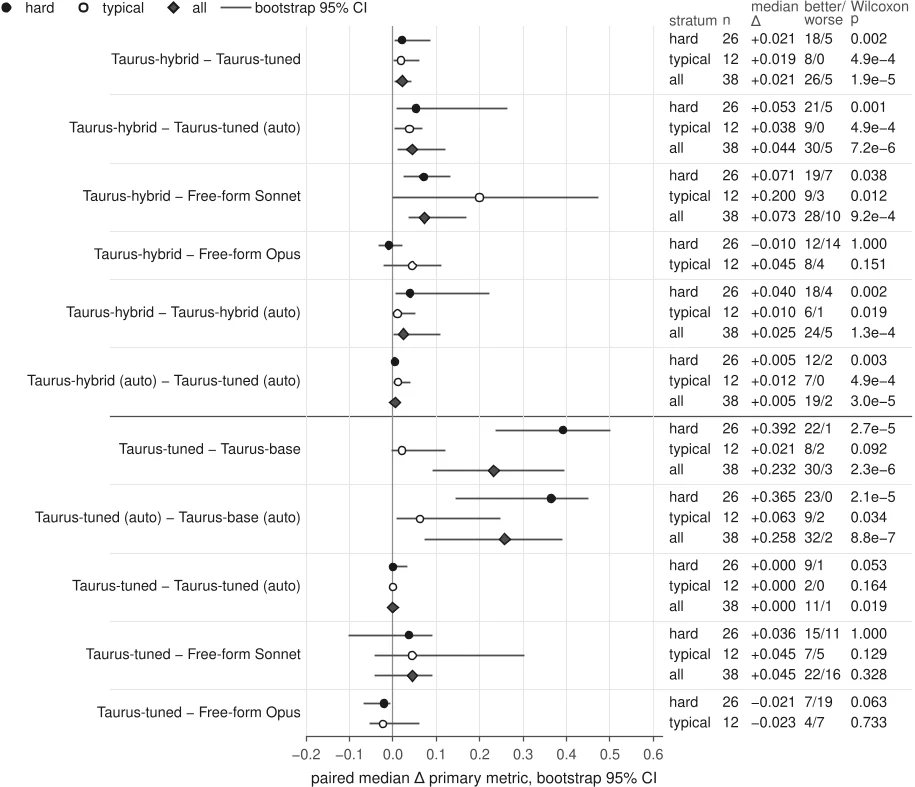 hard typical all bootstrap 95% CI
stratum n median Δ better/worse Wilcoxon p
Taurus-hybrid − Taurus-tuned
hard 26 +0.021 18/5 0.002
typical 12 +0.019 8/0 4.9e−4
all 38 +0.021 26/5 1.9e−5
Taurus-hybrid − Taurus-tuned (auto)
hard 26 +0.053 21/5 0.001
typical 12 +0.038 9/0 4.9e−4
all 38 +0.044 30/5 7.2e−6
Taurus-hybrid − Free-form Sonnet
hard 26 +0.071 19/7 0.038
typical 12 +0.200 9/3 0.012
all 38 +0.073 28/10 9.2e−4
Taurus-hybrid − Free-form Opus
hard 26 −0.010 12/14 1.000
typical 12 +0.045 8/4 0.151
Taurus-hybrid − Taurus-hybrid (auto)
hard 26 +0.040 18/4 0.002
typical 12 +0.010 6/1 0.019
all 38 +0.025 24/5 1.3e−4
Taurus-hybrid (auto) − Taurus-tuned (auto)
hard 26 +0.005 12/2 0.003
typical 12 +0.012 7/0 4.9e−4
all 38 +0.005 19/2 3.0e−5
Taurus-tuned − Taurus-base
hard 26 +0.392 22/1 2.7e−5
typical 12 +0.021 8/2 0.092
all 38 +0.232 30/3 2.3e−6
Taurus-tuned (auto) − Taurus-base (auto)
hard 26 +0.365 23/0 2.1e−5
typical 12 +0.063 9/2 0.034
all 38 +0.258 32/2 8.8e−7
Taurus-tuned − Taurus-tuned (auto)
hard 26 +0.000 9/1 0.053
typical 12 +0.000 2/0 0.164
all 38 +0.000 11/1 0.019
Taurus-tuned − Free-form Sonnet
hard 26 +0.036 15/11 1.000
typical 12 +0.045 7/5 0.129
all 38 +0.045 22/16 0.328
Taurus-tuned − Free-form Opus
hard 26 −0.021 7/19 0.063
typical 12 −0.023 4/7 0.733
−0.2 −0.1 0.0 0.1 0.2 0.3 0.4 0.5 0.6
paired median Δ primary metric, bootstrap 95% CI